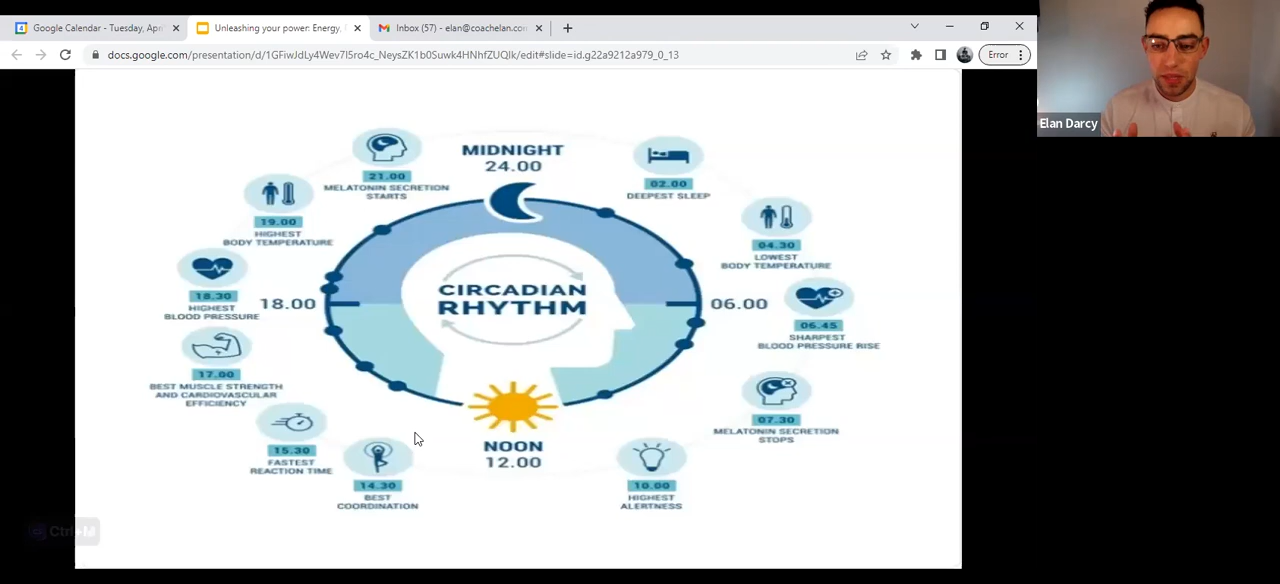 Google Calendar - Tuesday, Apr
Unleashing your power: Energy,
Inbox (57) - elan@coachelan.com
docs.google.com/presentation/d/1GFiwJdLy4Wev7l5ro4c_NeysZK1b0Suwk4HNhfZUQlk/edit#slide=id.g22a9212a979_0_13
Error
Elan Darcy
MIDNIGHT
24.00
02.00
DEEPEST SLEEP
04.30
LOWEST
BODY TEMPERATURE
06.00
06.45
SHARPEST
BLOOD PRESSURE RISE
07.30
MELATONIN SECRETION
STOPS
10.00
HIGHEST
ALERTNESS
NOON
12.00
14.30
BEST
COORDINATION
15.30
FASTEST
REACTION TIME
17.00
BEST MUSCLE STRENGTH
AND CARDIOVASCULAR
EFFICIENCY
18.00
18.30
HIGHEST
BLOOD PRESSURE
19.00
HIGHEST
BODY TEMPERATURE
21.00
MELATONIN SECRETION
STARTS
CIRCADIAN
RHYTHM
Ctrl+M